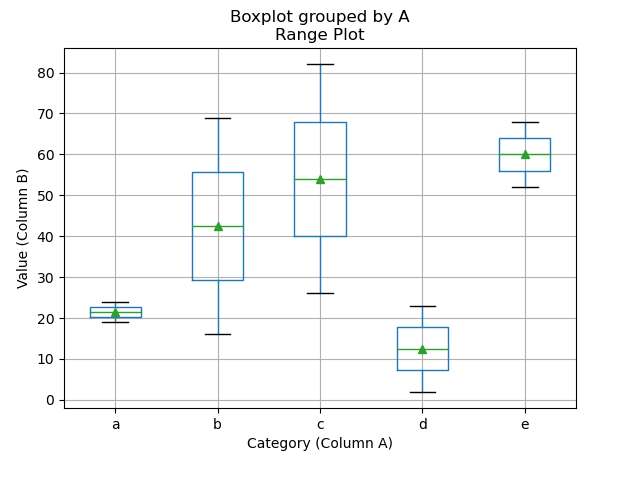 Boxplot grouped by A
Range Plot
Value (Column B)
80
70
60
50
40
30
20
10
0
a b c d e
Category (Column A)